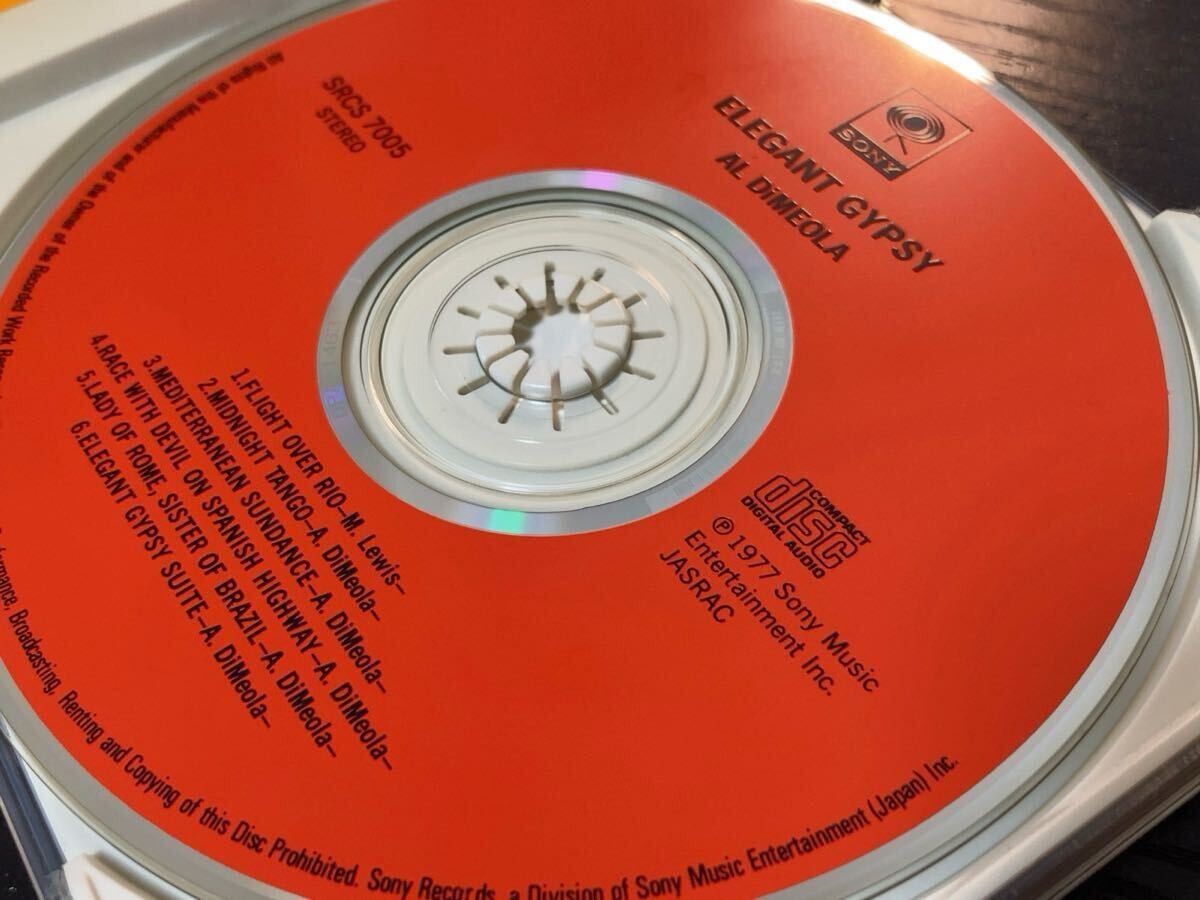 SONY
ELEGANT GYPSY
AL DiMEOLA
SRCS 7005
STEREO
COMPACT
disc
DIGITAL AUDIO
Ⓟ 1977 Sony Music
Entertainment Inc.
JASRAC
1.FLIGHT OVER RIO–M. Lewis–
2.MIDNIGHT TANGO–A. DiMeola–
3.MEDITERRANEAN SUNDANCE–A. DiMeola–
4.RACE WITH DEVIL ON SPANISH HIGHWAY–A. DiMeola–
5.LADY OF ROME, SISTER OF BRAZIL–A. DiMeola–
6.ELEGANT GYPSY SUITE–A. DiMeola–
All Rights of the Manufacturer and of the Owner of the Recorded Work
Broadcasting, Renting and Copying of this Disc Prohibited. Sony Records, a Division of Sony Music Entertainment (Japan) Inc.